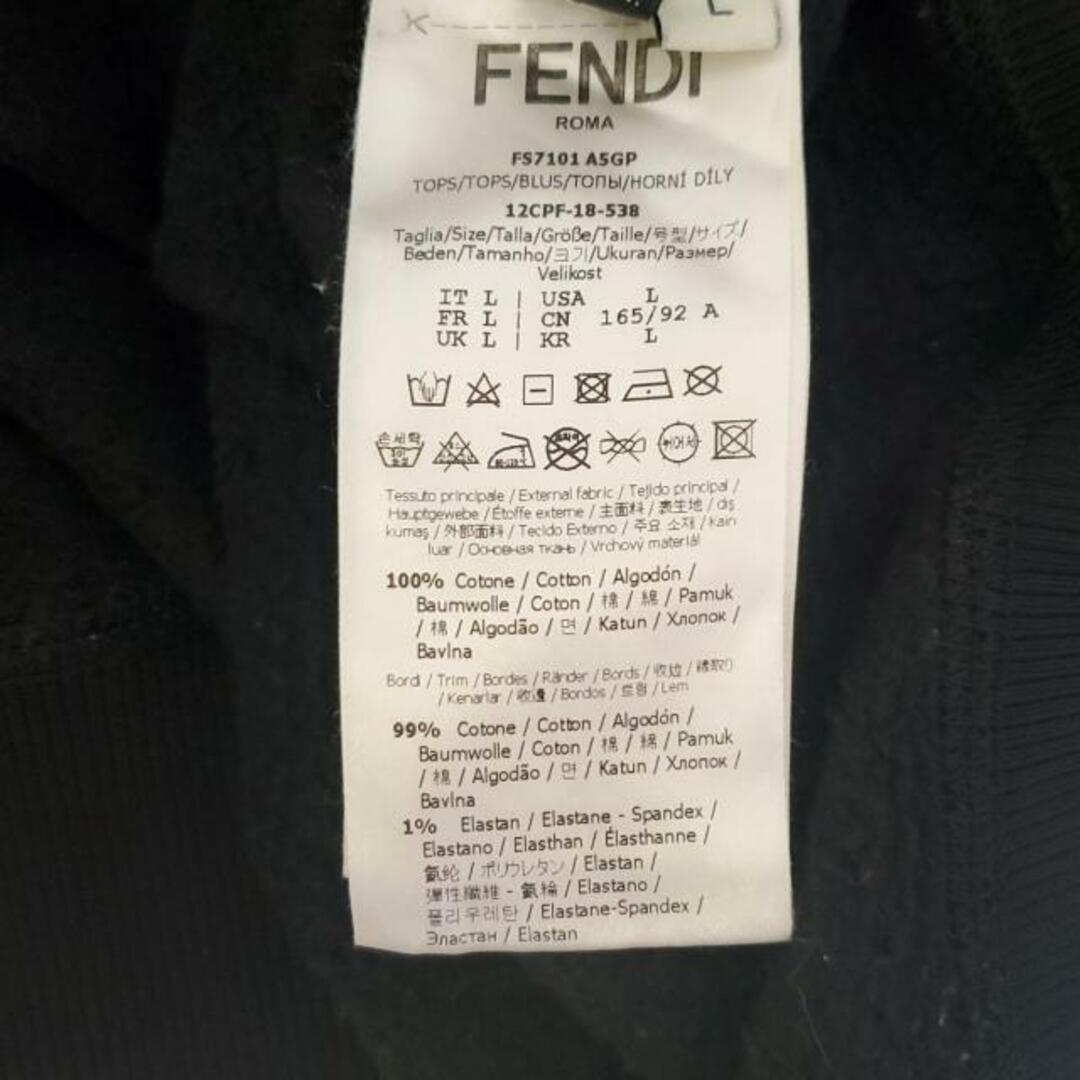 L
FENDI
ROMA
FS7101 A5GP
TOPS/TOPS/BLUS/ТОПЫ/HORNÍ DÍLY
12CPF-18-538
Taglia/Size/Talla/Größe/Taille/号型/サイズ/
Beden/Tamanho/크기/Ukuran/Размер/
Velikost
IT L | USA L
FR L | CN 165/92 A
UK L | KR L
손세탁
Tessuto principale / External fabric / Tejido principal /
Hauptgewebe / Étoffe externe / 主面料 / 表生地 / dış
kumaş / 外部面料 / Tecido Externo / 주요 소재 / Kain
luar / Основная ткань / Vrchový materiál
100% Cotone / Cotton / Algodón /
Baumwolle / Coton / 棉 / 綿 / Pamuk
/ 棉 / Algodão / 면 / Katun / Хлопок /
Bavlna
Bordi / Trim / Bordes / Ränder / Bords / 收边 / 縁取り
/ Kenarlar / 收邊 / Bordos / 트림 / Lem
99% Cotone / Cotton / Algodón /
Baumwolle / Coton / 棉 / 綿 / Pamuk
/ 棉 / Algodão / 면 / Katun / Хлопок /
Bavlna
1% Elastan / Elastane - Spandex /
Elastano / Elasthan / Élasthanne /
氨纶 / ポリウレタン / Elastan /
彈性纖維 - 氨綸 / Elastano /
폴리우레탄 / Elastane-Spandex /
Эластан / Elastan